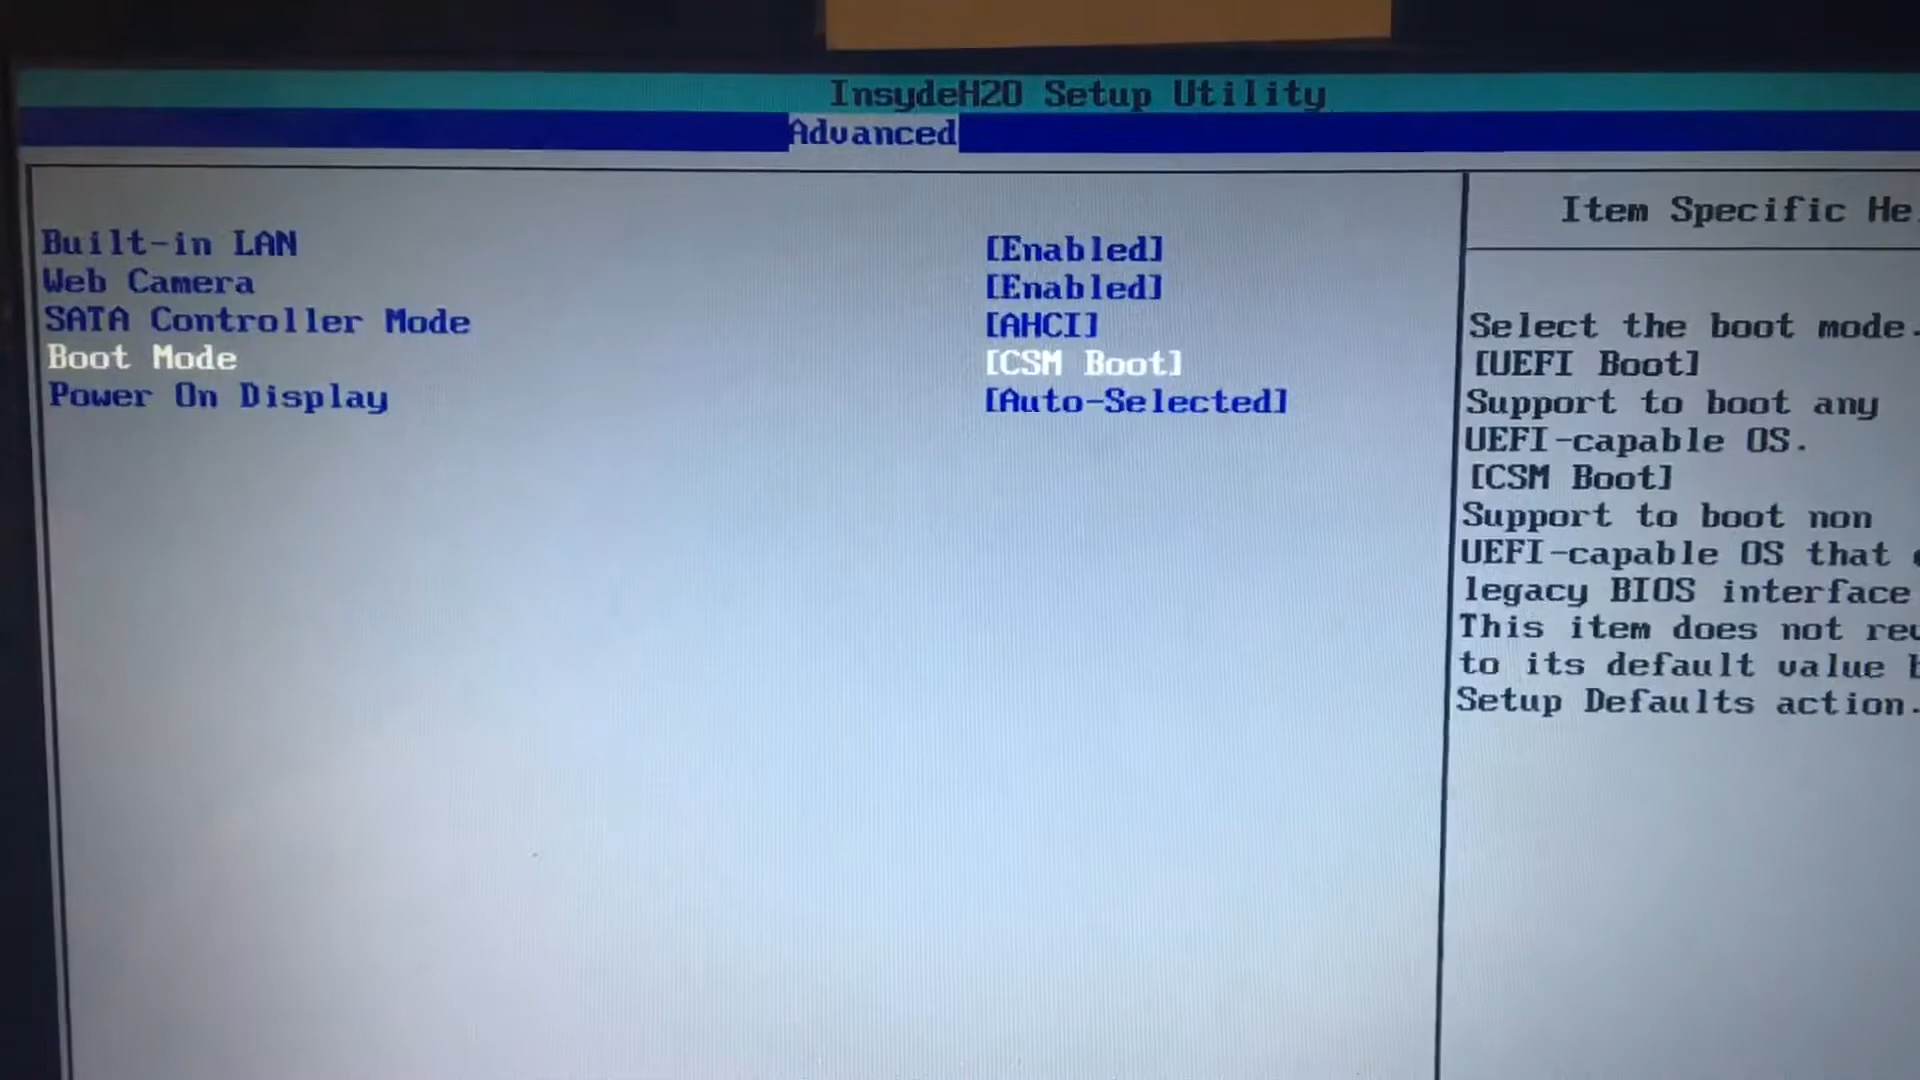 InsydeH2O Setup Utility
Advanced
Built-in LAN [Enabled]
Web Camera [Enabled]
SATA Controller Mode [AHCI]
Boot Mode [CSM Boot]
Power On Display [Auto-Selected]
Item Specific
Select the boot mode.
[UEFI Boot]
Support to boot any
UEFI-capable OS.
[CSM Boot]
Support to boot non
UEFI-capable OS that
legacy BIOS interface
This item does not
to its default value
Setup Defaults action.